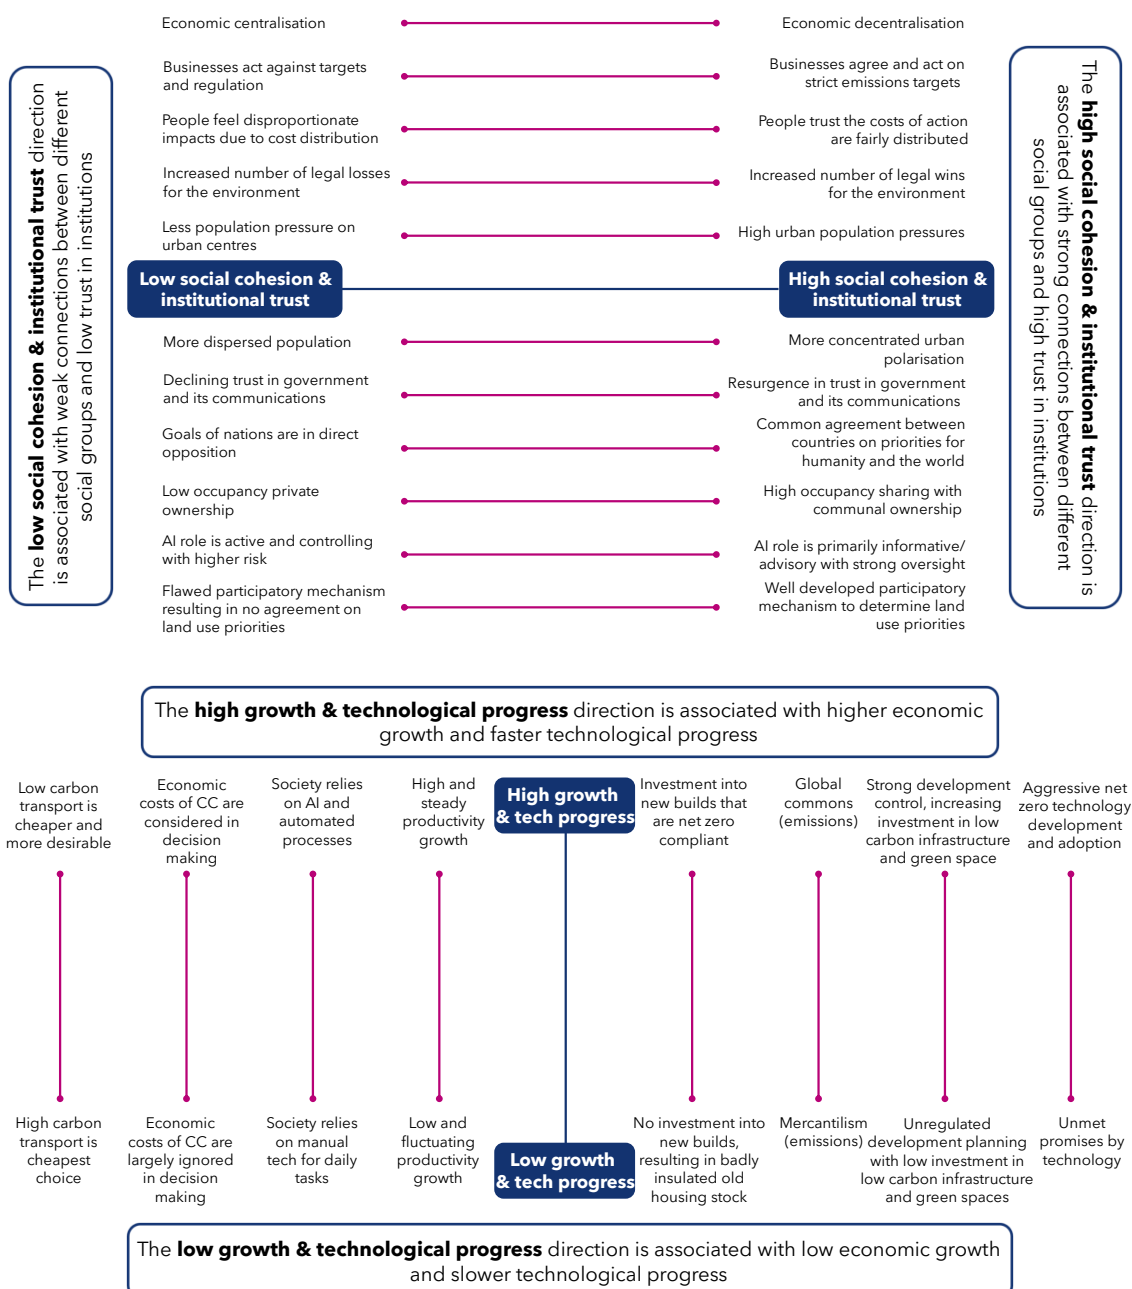 Economic centralisation
Economic decentralisation
Businesses act against targets
and regulation
Businesses agree and act on
strict emissions targets
People feel disproportionate
impacts due to cost distribution
People trust the costs of action
are fairly distributed
Increased number of legal losses
for the environment
Increased number of legal wins
for the environment
Less population pressure on
urban centres
High urban population pressures
The low social cohesion & institutional trust direction
is associated with weak connections between different
social groups and low trust in institutions
The high social cohesion & institutional trust direction is
associated with strong connections between different
social groups and high trust in institutions
Low social cohesion &
institutional trust
High social cohesion &
institutional trust
More dispersed population
More concentrated urban
polarisation
Declining trust in government
and its communications
Resurgence in trust in government
and its communications
Goals of nations are in direct
opposition
Common agreement between
countries on priorities for
humanity and the world
Low occupancy private
ownership
High occupancy sharing with
communal ownership
AI role is active and controlling
with higher risk
AI role is primarily informative/
advisory with strong oversight
Flawed participatory mechanism
resulting in no agreement on
land use priorities
Well developed participatory
mechanism to determine land
use priorities
The high growth & technological progress direction is associated with higher economic
growth and faster technological progress
Low carbon
transport is
cheaper and
more desirable
Economic
costs of CC are
considered in
decision
making
Society relies
on AI and
automated
processes
High and
steady
productivity
growth
High growth
& tech progress
Investment into
new builds that
are net zero
compliant
Global
commons
(emissions)
Strong development
control, increasing
investment in low
carbon infrastructure
and green space
Aggressive net
zero technology
development
and adoption
High carbon
transport is
cheapest
choice
Economic
costs of CC are
largely ignored
in decision
making
Society relies
on manual
tech for daily
tasks
Low and
fluctuating
productivity
growth
Low growth
& tech progress
No investment into
new builds,
resulting in badly
insulated old
housing stock
Mercantilism
(emissions)
Unregulated
development planning
with low investment in
low carbon infrastructure
and green spaces
Unmet
promises by
technology
The low growth & technological progress direction is associated with low economic growth
and slower technological progress